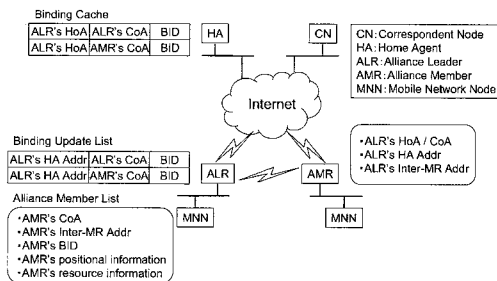 Binding Cache
ALR's HoA ALR's CoA BID
ALR's HoA AMR's CoA BID
HA
CN
CN:Correspondent Node
HA:Home Agent
ALR:Alliance Leader
AMR:Alliance Member
MNN:Mobile Network Node
Internet
Binding Update List
ALR's HA Addr ALR's CoA BID
ALR's HA Addr AMR's CoA BID
ALR
AMR
・ALR's HoA / CoA
・ALR's HA Addr
・ALR's Inter-MR Addr
MNN
MNN
Alliance Member List
・AMR's CoA
・AMR's Inter-MR Addr
・AMR's BID
・AMR's positional information
・AMR's resource information